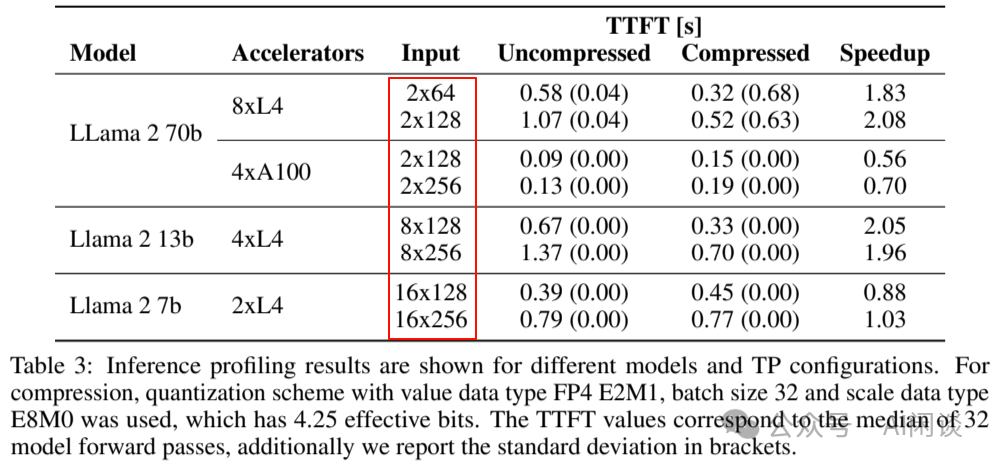 TTFT [s]
Model Accelerators Input Uncompressed Compressed Speedup
LLama 2 70b 8xL4 2x64 0.58 (0.04) 0.32 (0.68) 1.83
2x128 1.07 (0.04) 0.52 (0.63) 2.08
4xA100 2x128 0.09 (0.00) 0.15 (0.00) 0.56
2x256 0.13 (0.00) 0.19 (0.00) 0.70
Llama 2 13b 4xL4 8x128 0.67 (0.00) 0.33 (0.00) 2.05
8x256 1.37 (0.00) 0.70 (0.00) 1.96
Llama 2 7b 2xL4 16x128 0.39 (0.00) 0.45 (0.00) 0.88
16x256 0.79 (0.00) 0.77 (0.00) 1.03
Table 3: Inference profiling results are shown for different models and TP configurations. For
compression, quantization scheme with value data type FP4 E2M1, batch size 32 and scale data type
E8M0 was used, which has 4.25 effective bits. The TTFT values correspond to the median of 32
model forward passes, additionally we report the standard deviation in brackets.
公众号 AI闲谈